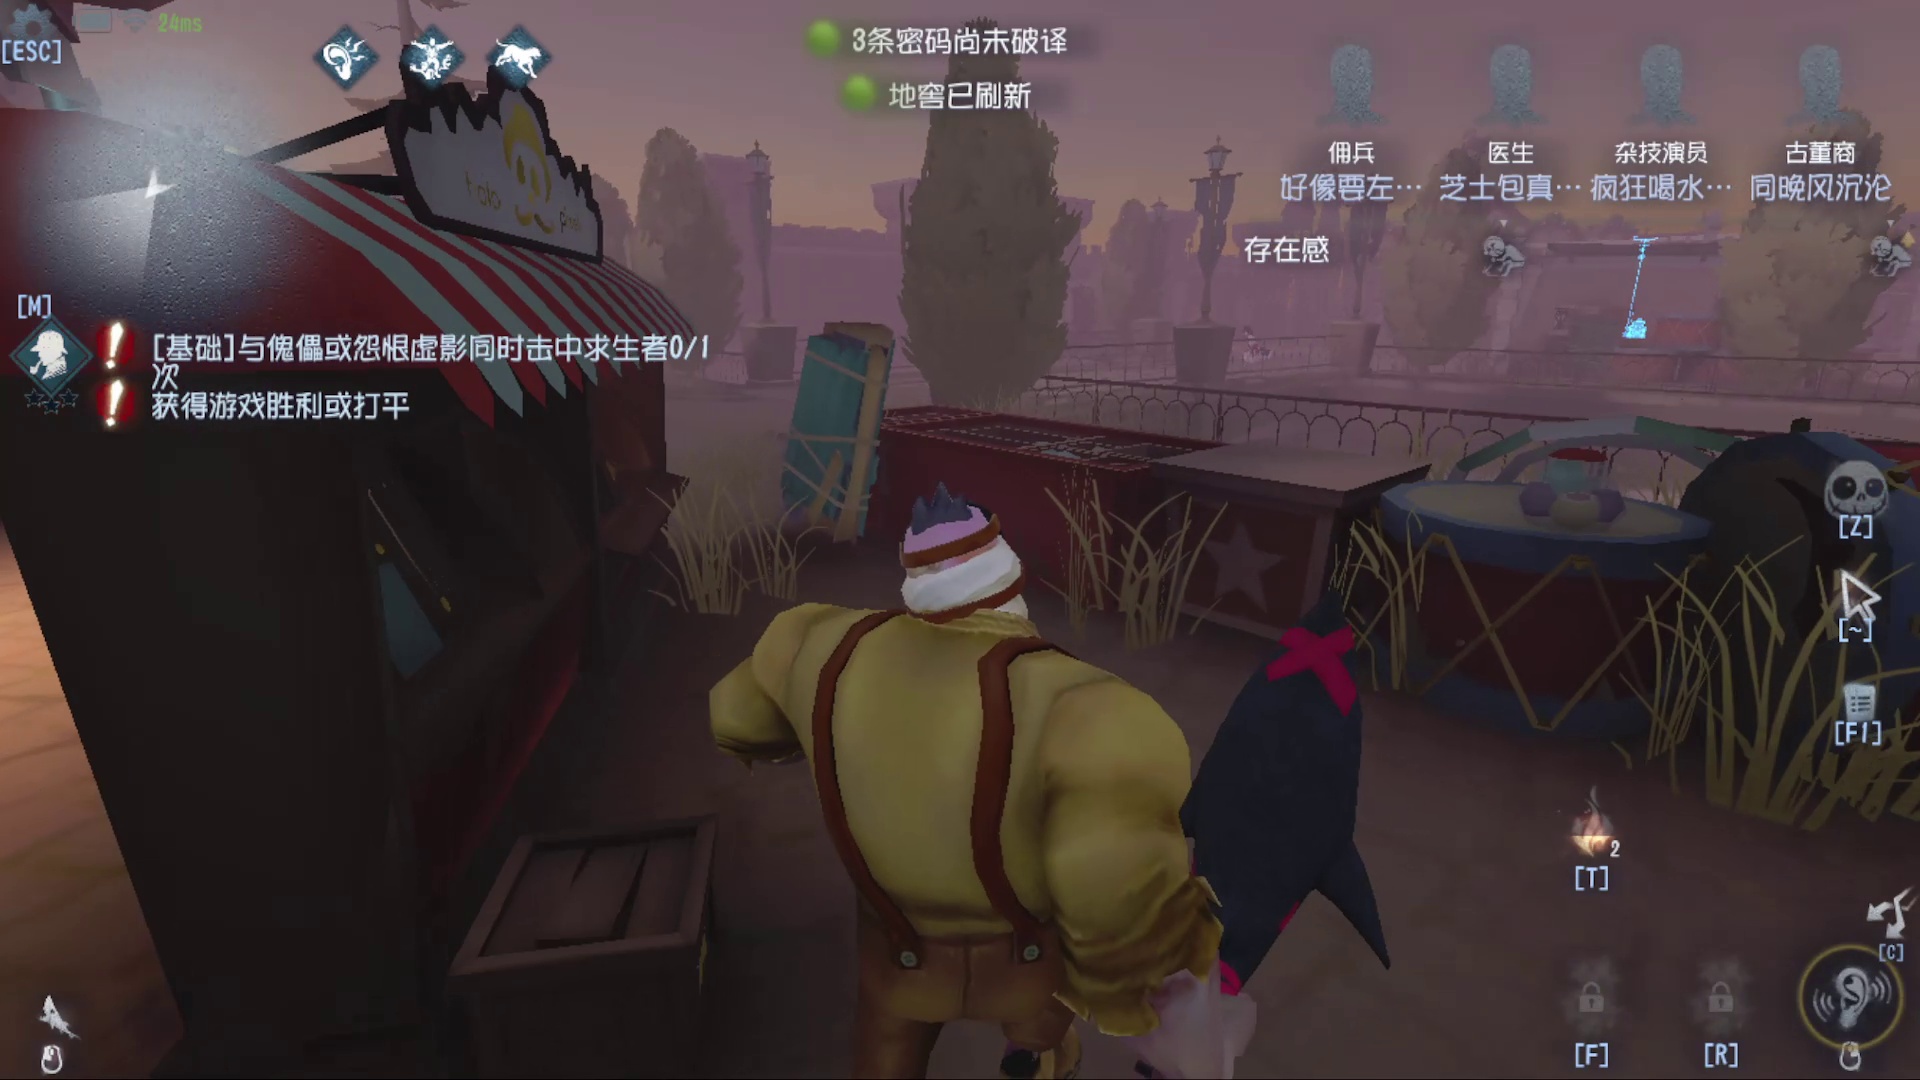 24ms
[ESC]
3条密码尚未破译
地窖已刷新
佣兵 医生 杂技演员 古董商
好像要左… 芝士包真… 疯狂喝水… 同晚风沉沦
存在感
[M]
[基础]与傀儡或怨恨虚影同时击中求生者0/1
次
获得游戏胜利或打平
[Z]
[~]
[F1]
2
[T]
[C]
[F] [R]